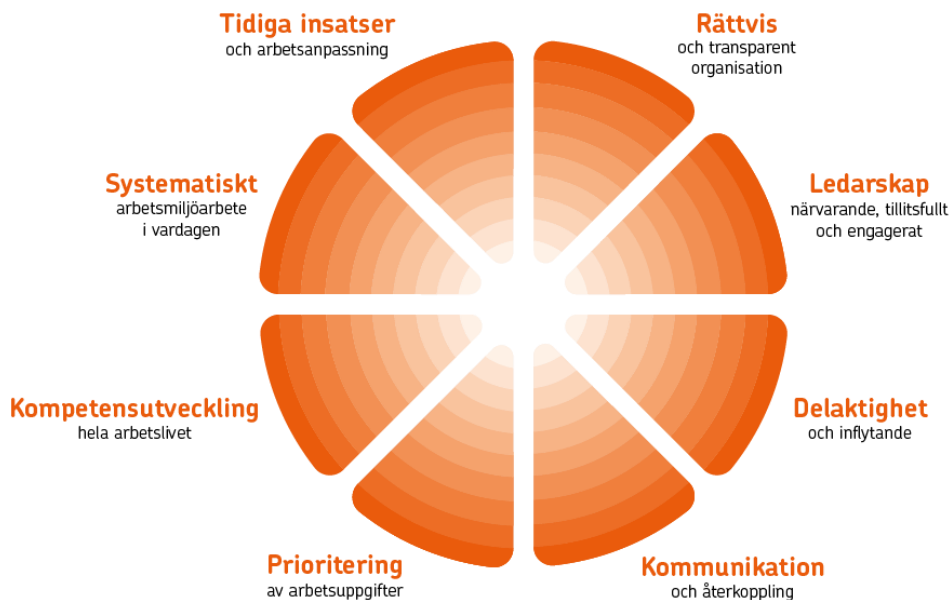 Tidiga insatser
och arbetsanpassning
Rättvis
och transparent
organisation
Systematiskt
arbetsmiljöarbete
i vardagen
Ledarskap
närvarande, tillitsfullt
och engagerat
Kompetensutveckling
hela arbetslivet
Delaktighet
och inflytande
Prioritering
av arbetsuppgifter
Kommunikation
och återkoppling